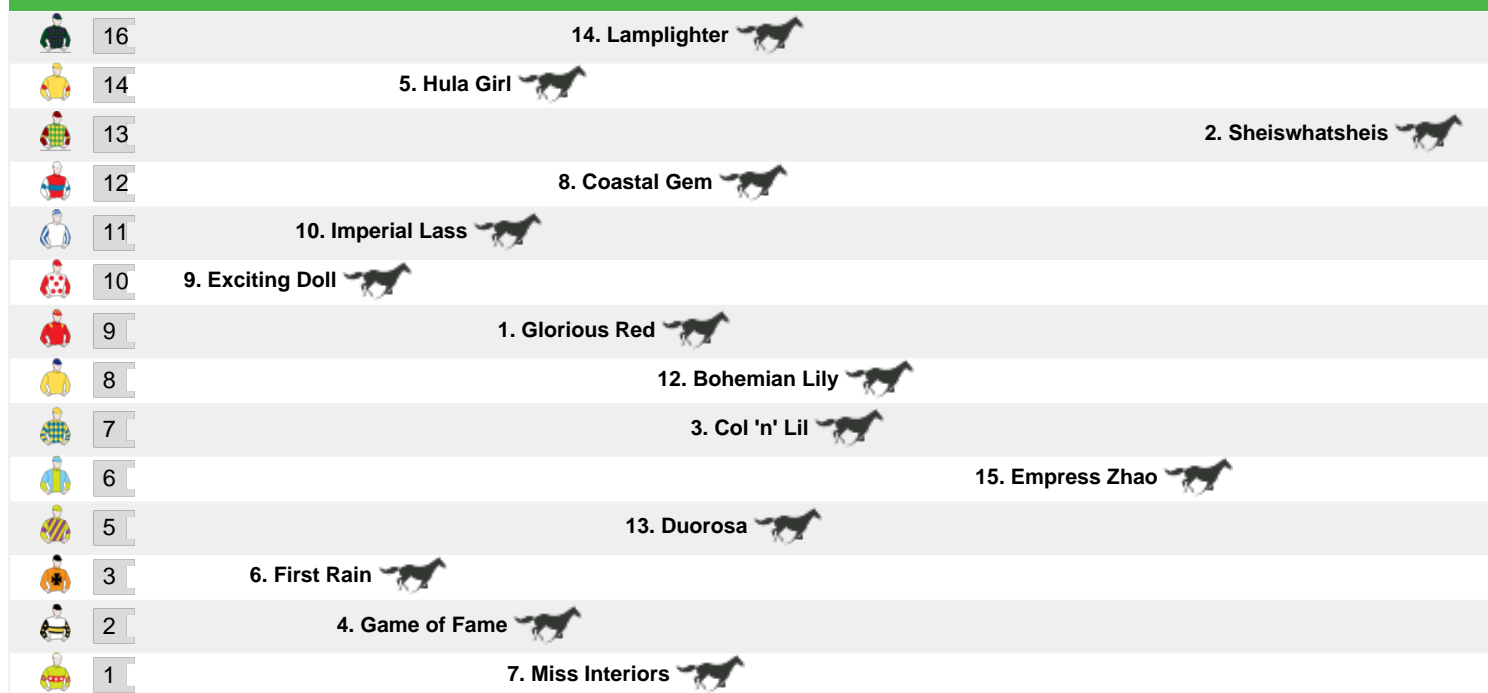 16 14. Lamplighter
14 5. Hula Girl
13 2. Sheiswhatsheis
12 8. Coastal Gem
11 10. Imperial Lass
10 9. Exciting Doll
9 1. Glorious Red
8 12. Bohemian Lily
7 3. Col 'n' Lil
6 15. Empress Zhao
5 13. Duorosa
3 6. First Rain
2 4. Game of Fame
1 7. Miss Interiors